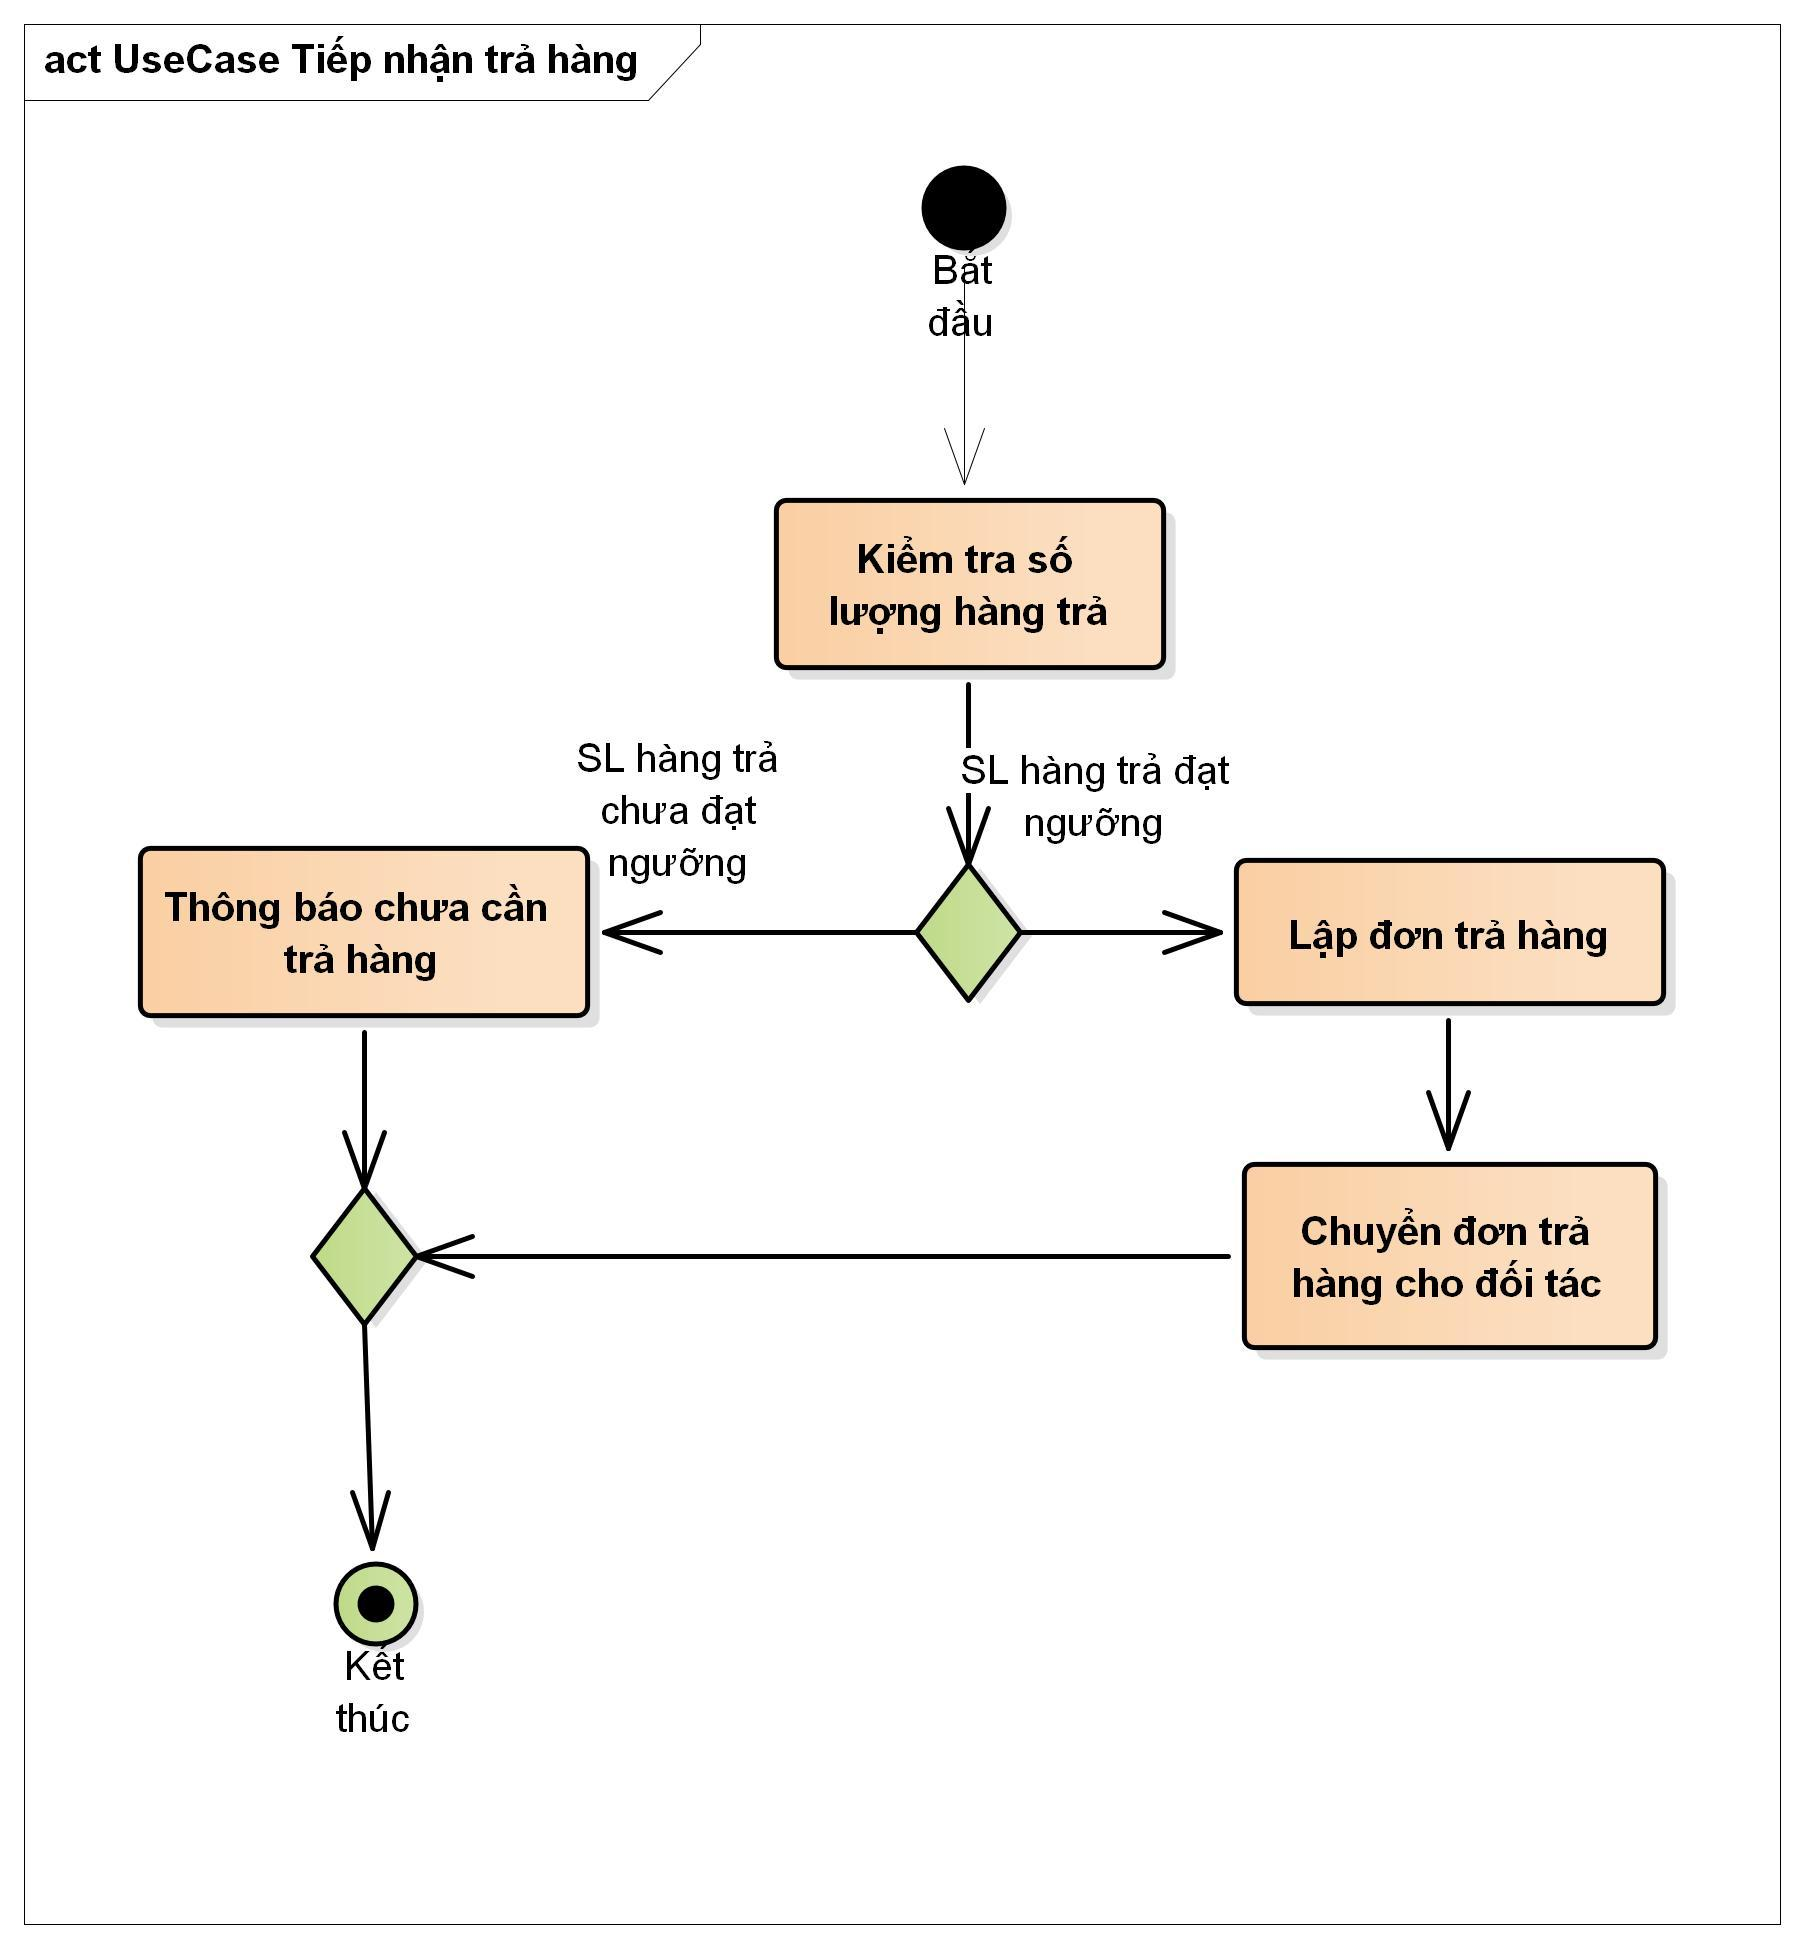 act UseCase Tiếp nhận trả hàng
Bắt
đầu
Kiểm tra số
lượng hàng trả
SL hàng trả
chưa đạt
ngưỡng
SL hàng trả đạt
ngưỡng
Thông báo chưa cần
trả hàng
Lập đơn trả hàng
Chuyển đơn trả
hàng cho đối tác
Kết
thúc